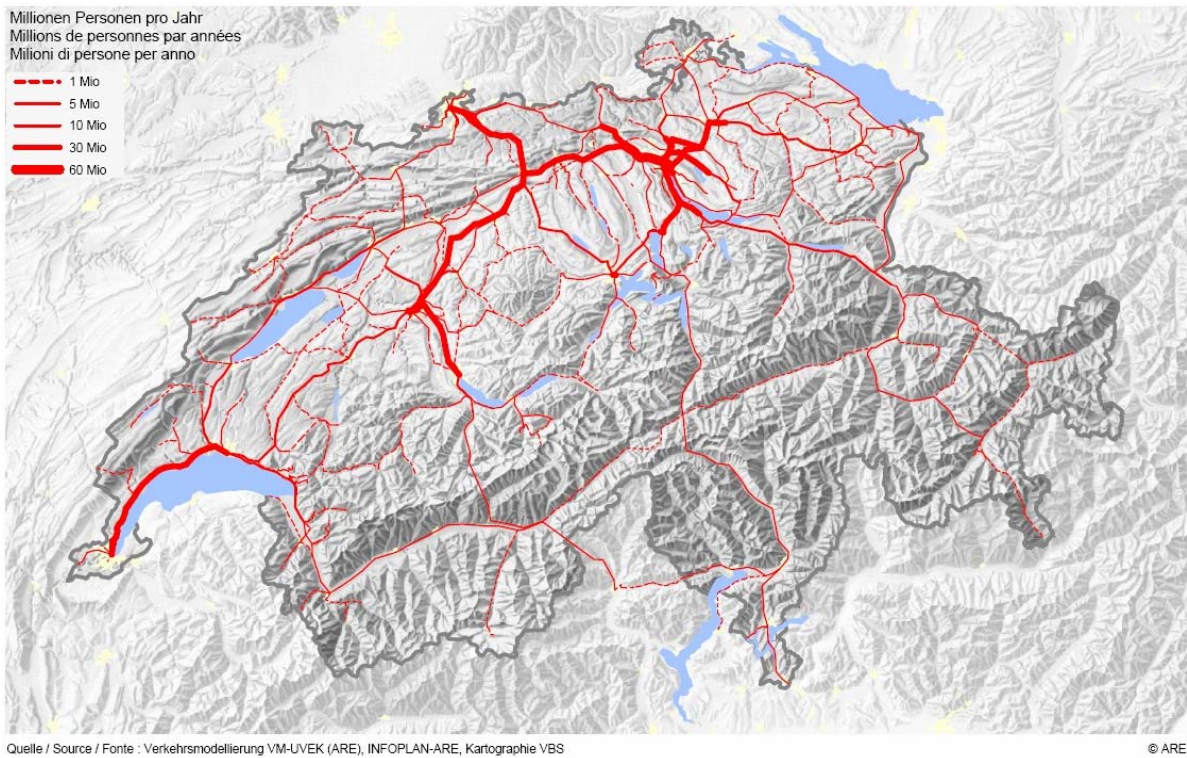 Millionen Personen pro Jahr
Millions de personnes par années
Milioni di persone per anno
1 Mio
5 Mio
10 Mio
30 Mio
60 Mio
Quelle / Source / Fonte : Verkehrsmodellierung VM-UVEK (ARE), INFOPLAN-ARE, Kartographie VBS
© ARE